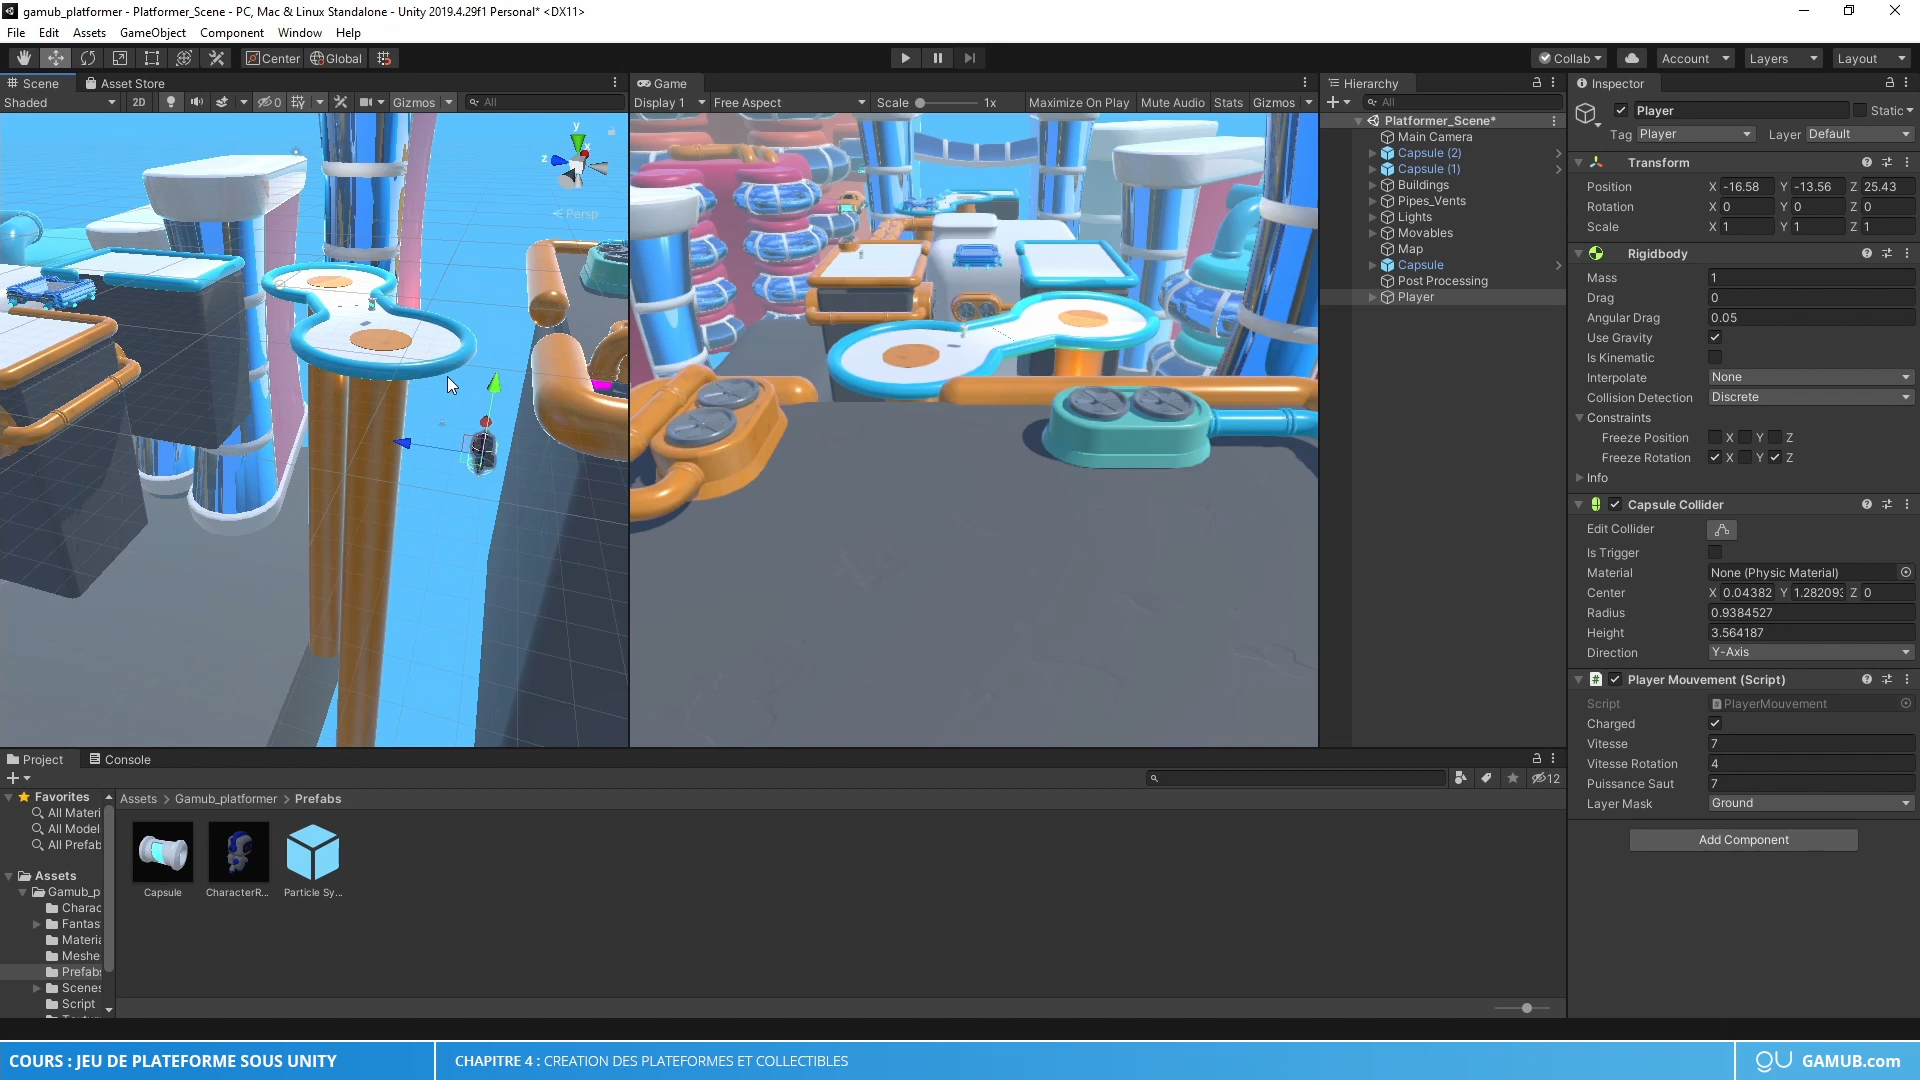 gamub_platformer - Platformer_Scene - PC, Mac & Linux Standalone - Unity 2019.4.29f1 Personal* <DX11>
File Edit Assets GameObject Component Window Help
Center Global Collab Account Layers Layout
Scene Asset Store
Shaded 2D 0 Gizmos All
y
z
x
Persp
Game
Display 1 Free Aspect Scale 1x Maximize On Play Mute Audio Stats Gizmos
Hierarchy
All
Platformer_Scene*
Main Camera
Capsule (2)
Capsule (1)
Buildings
Pipes_Vents
Lights
Movables
Map
Capsule
Post Processing
Player
Inspector
Player Static
Tag Player Layer Default
Transform
Position X -16.58 Y -13.56 Z 25.43
Rotation X 0 Y 0 Z 0
Scale X 1 Y 1 Z 1
Rigidbody
Mass 1
Drag 0
Angular Drag 0.05
Use Gravity
Is Kinematic
Interpolate None
Collision Detection Discrete
Constraints
Freeze Position X Y Z
Freeze Rotation X Y Z
Info
Capsule Collider
Edit Collider
Is Trigger
Material None (Physic Material)
Center X 0.04382 Y 1.282093 Z 0
Radius 0.9384527
Height 3.564187
Direction Y-Axis
Player Mouvement (Script)
Script PlayerMouvement
Charged
Vitesse 7
Vitesse Rotation 4
Puissance Saut 7
Layer Mask Ground
Add Component
Project Console
12
Favorites
All Materi
All Model
All Prefab
Assets
Gamub_p
Charac
Fantas
Materia
Meshe
Prefabs
Scenes
Script
Assets > Gamub_platformer > Prefabs
Capsule CharacterR... Particle Sy...
COURS : JEU DE PLATEFORME SOUS UNITY
CHAPITRE 4 : CREATION DES PLATEFORMES ET COLLECTIBLES
GAMUB.com